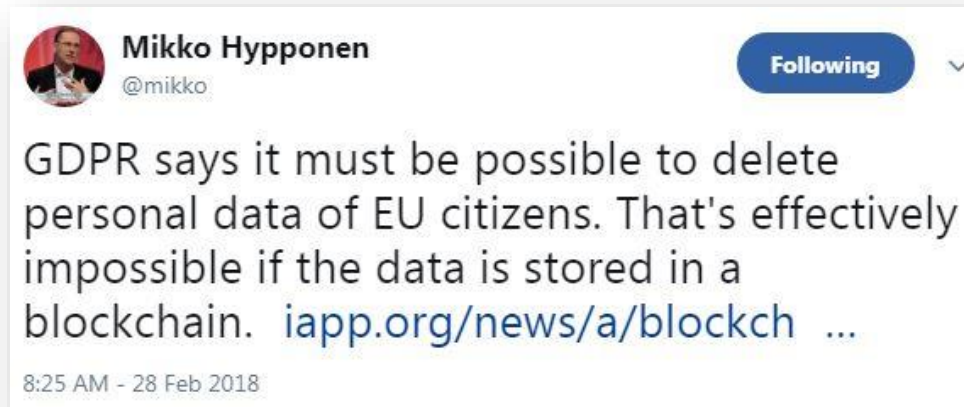 Mikko Hypponen
@mikko
Following
GDPR says it must be possible to delete
personal data of EU citizens. That's effectively
impossible if the data is stored in a
blockchain. iapp.org/news/a/blockch ...
8:25 AM - 28 Feb 2018